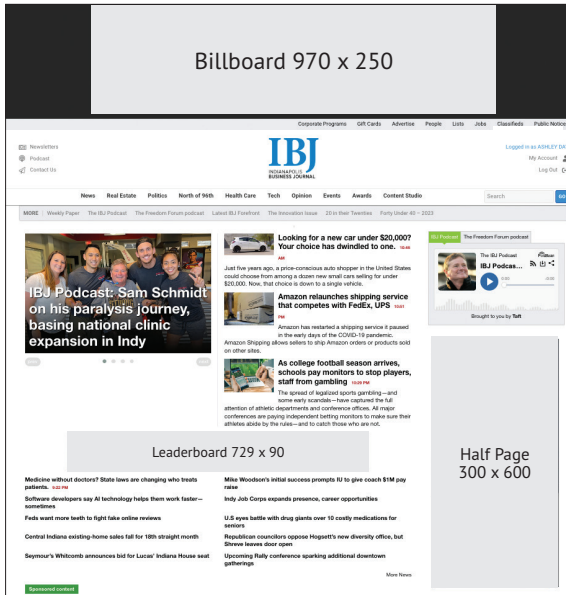 Billboard 970 x 250
Corporate Programs Gift Cards Advertise People Lists Jobs Classifieds Public Notice
Newsletters
Podcast
Contact Us
IBJ
INDIANAPOLIS
BUSINESS JOURNAL
Logged in as ASHLEY DA
My Account
Log Out
News Real Estate Politics North of 96th Health Care Tech Opinion Events Awards Content Studio
Search
GO
MORE Weekly Paper The IBJ Podcast The Freedom Forum podcast Latest IBJ Forefront The Innovation Issue 20 in their Twenties Forty Under 40 – 2023
IBJ Podcast: Sam Schmidt
on his paralysis journey,
basing national clinic
expansion in Indy
Looking for a new car under $20,000?
Your choice has dwindled to one.
AM
Just five years ago, a price-conscious auto shopper in the United States
could choose from among a dozen new small cars selling for under
$20,000. Now, that choice is down to a single vehicle.
Amazon relaunches shipping service
that competes with FedEx, UPS
PM
Amazon has restarted a shipping service it paused
in the early days of the COVID-19 pandemic.
Amazon Shipping allows sellers to ship Amazon orders or products sold
on other sites.
As college football season arrives,
schools pay monitors to stop players,
staff from gambling 10:25 PM
The spread of legalized sports gambling—and
some early scandals—have captured the full
attention of athletic departments and conference offices. All major
conferences are paying independent betting monitors to make sure their
athletes abide by the rules—and to catch those who are not.
IBJ Podcast The Freedom Forum podcast
The IBJ Podcast
IBJ Podcas...
Brought to you by Taft
Leaderboard 729 x 90
Half Page
300 x 600
Medicine without doctors? State laws are changing who treats
patients. 9:22 PM
Software developers say AI technology helps them work faster—
sometimes
Feds want more teeth to fight fake online reviews
Central Indiana existing-home sales fall for 18th straight month
Seymour's Whitcomb announces bid for Lucas' Indiana House seat
Mike Woodson's initial success prompts IU to give coach $1M pay
raise
Indy Job Corps expands presence, career opportunities
U.S eyes battle with drug giants over 10 costly medications for
seniors
Republican councilors oppose Hogsett's new diversity office, but
Shreve leaves door open
Upcoming Rally conference sparking additional downtown
gatherings
More News
Sponsored content